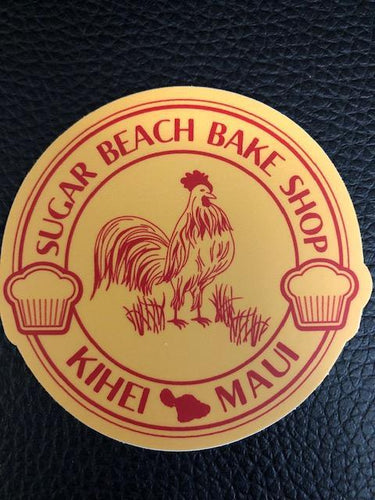 SUGAR BEACH BAKE SHOP
KIHEI MAUI